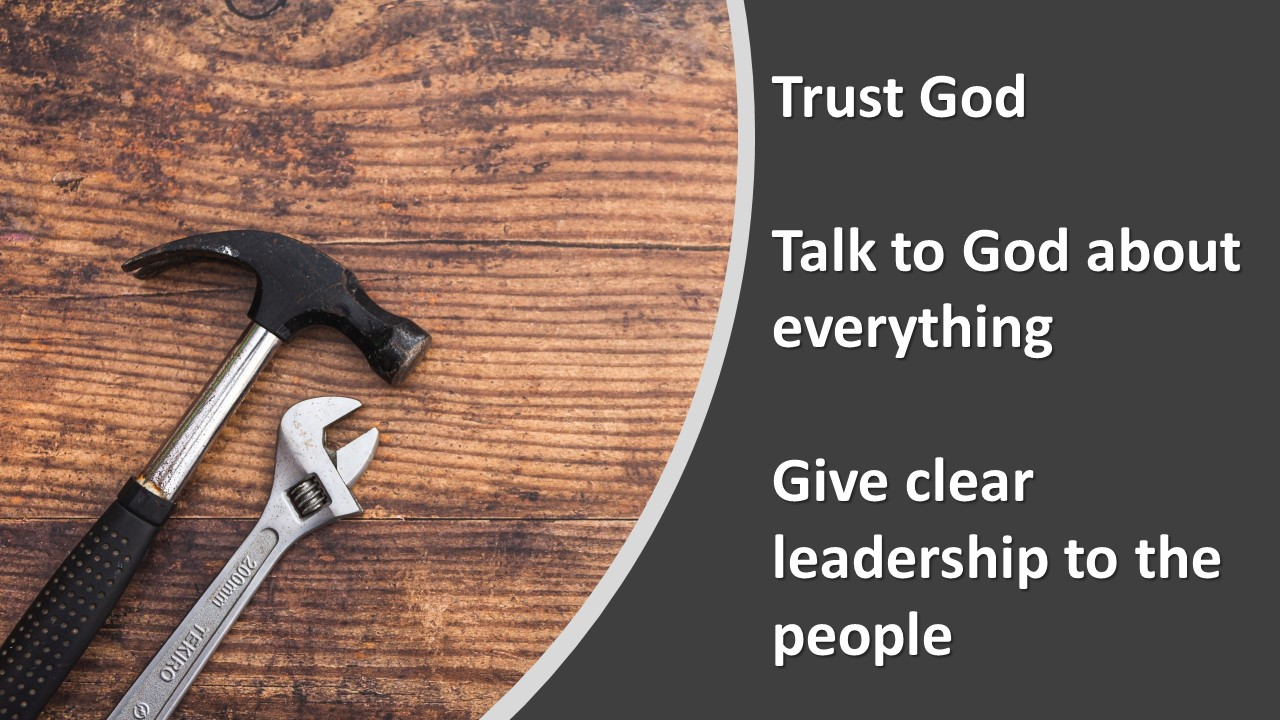 Trust God
Talk to God about
everything
Give clear
leadership to the
people
200mm
TEKIRO